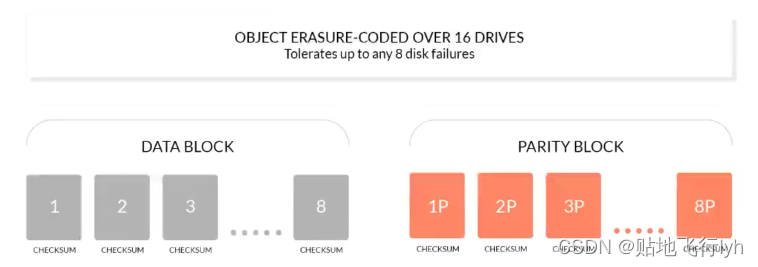 OBJECT ERASURE-CODED OVER 16 DRIVES
Tolerates up to any 8 disk failures
DATA BLOCK
PARITY BLOCK
1 2 3 8 1P 2P 3P 8P
CHECKSUM CHECKSUM CHECKSUM CHECKSUM CHECKSUM CHECKSUM CHECKSUM CHECKSUM
CSDN @贴地飞行lyh